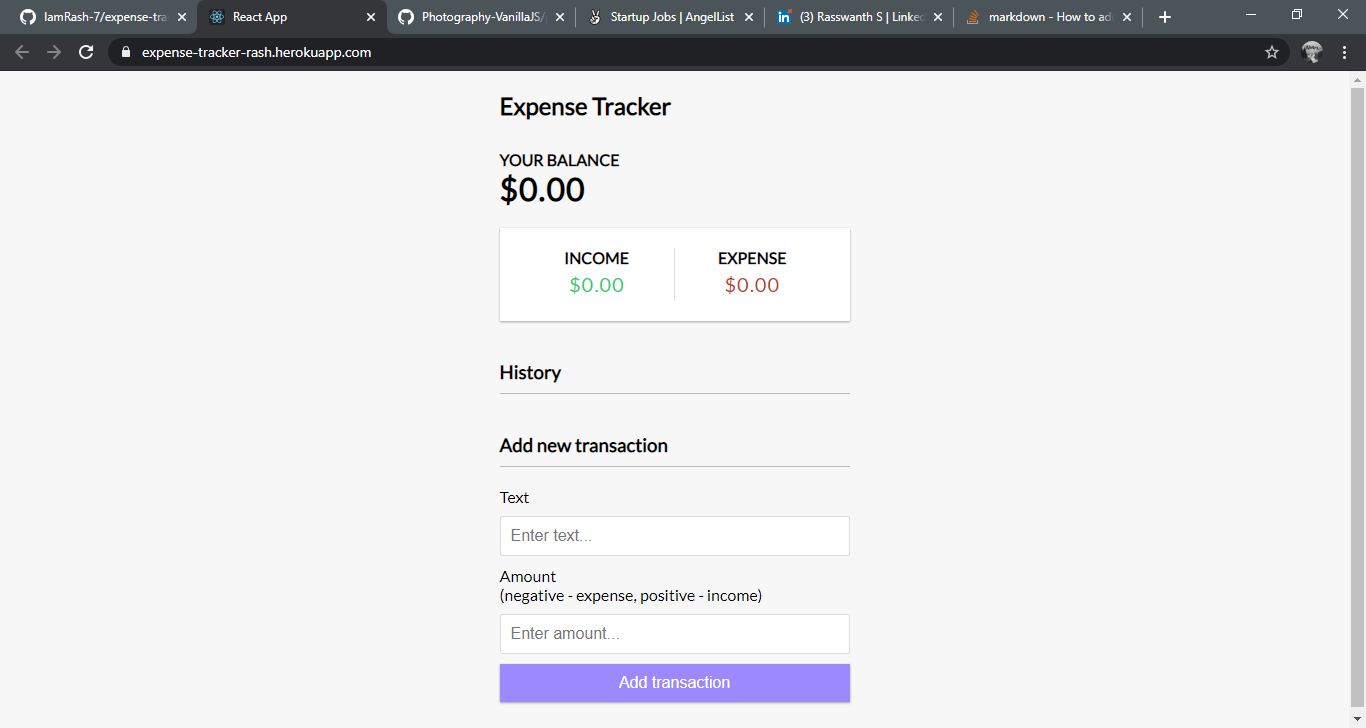 IamRash-7/expense-tra
React App
Photography-VanillaJS/
Startup Jobs | AngelList
(3) Rasswanth S | Linked
markdown - How to ad
expense-tracker-rash.herokuapp.com
Expense Tracker
YOUR BALANCE
$0.00
INCOME EXPENSE
$0.00 $0.00
History
Add new transaction
Text
Enter text...
Amount
(negative - expense, positive - income)
Enter amount...
Add transaction